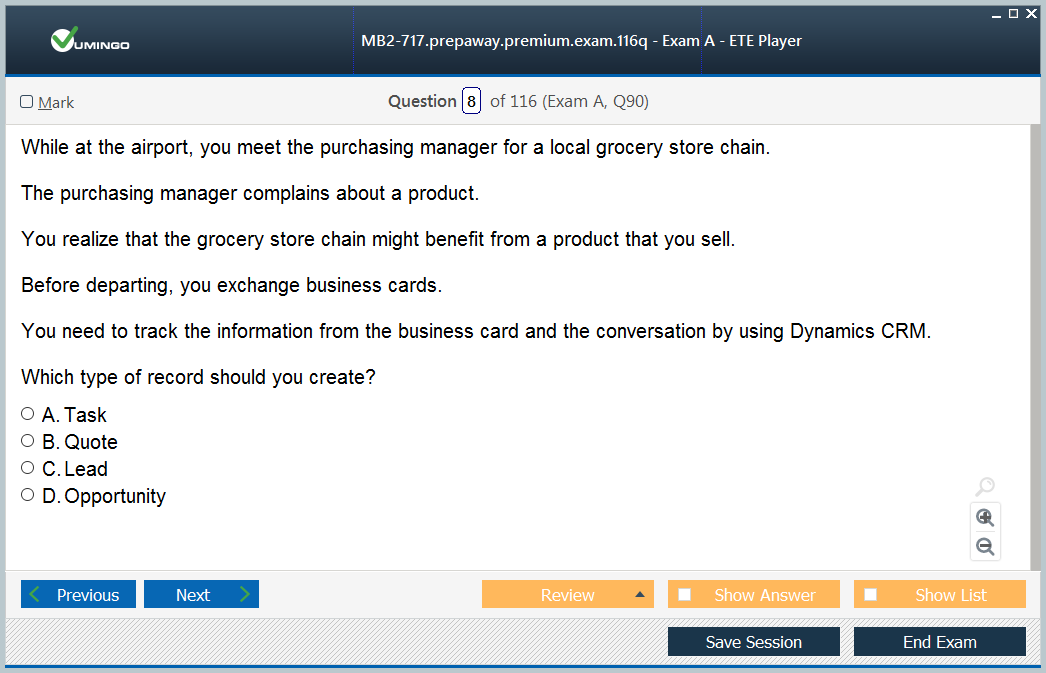 VUMINGO
MB2-717.prepaway.premium.exam.116q - Exam A - ETE Player
Mark
Question 8 of 116 (Exam A, Q90)
While at the airport, you meet the purchasing manager for a local grocery store chain.
The purchasing manager complains about a product.
You realize that the grocery store chain might benefit from a product that you sell.
Before departing, you exchange business cards.
You need to track the information from the business card and the conversation by using Dynamics CRM.
Which type of record should you create?
A. Task
B. Quote
C. Lead
D. Opportunity
Previous
Next
Review
Show Answer
Show List
Save Session
End Exam